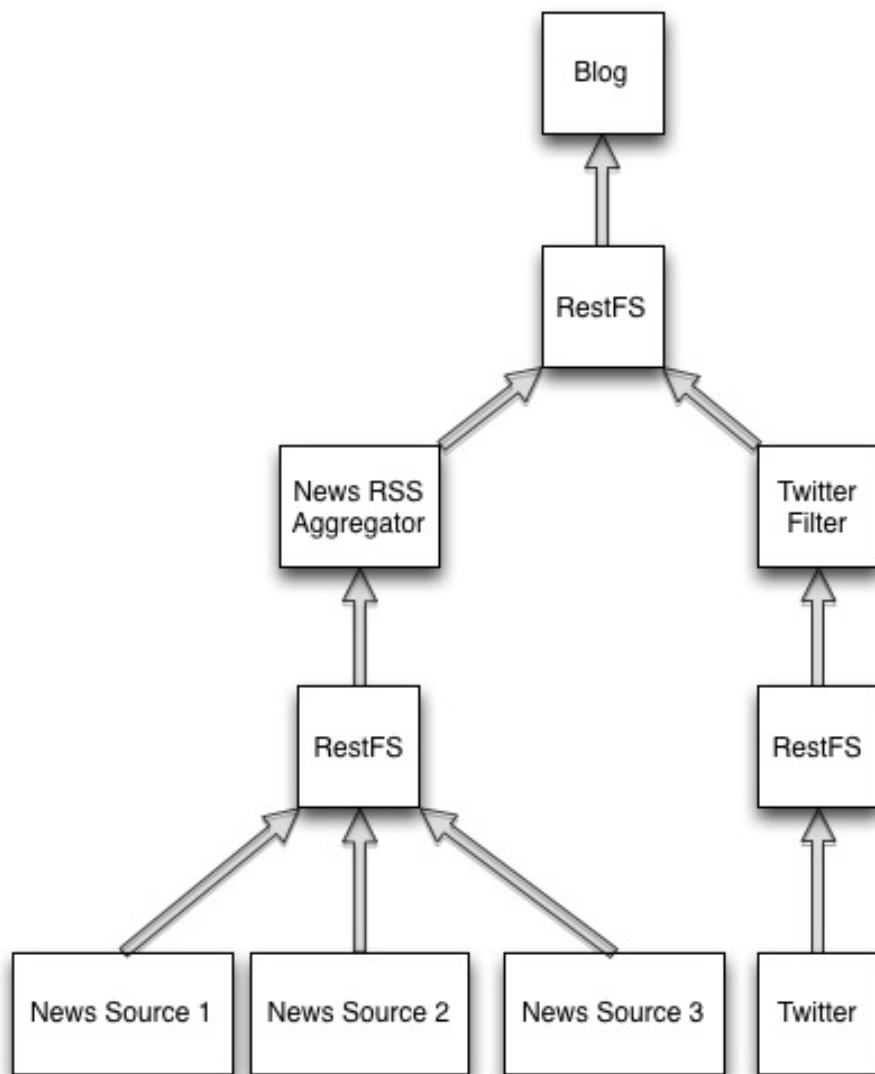 Blog
RestFS
News RSS
Aggregator
Twitter
Filter
RestFS
RestFS
News Source 1
News Source 2
News Source 3
Twitter